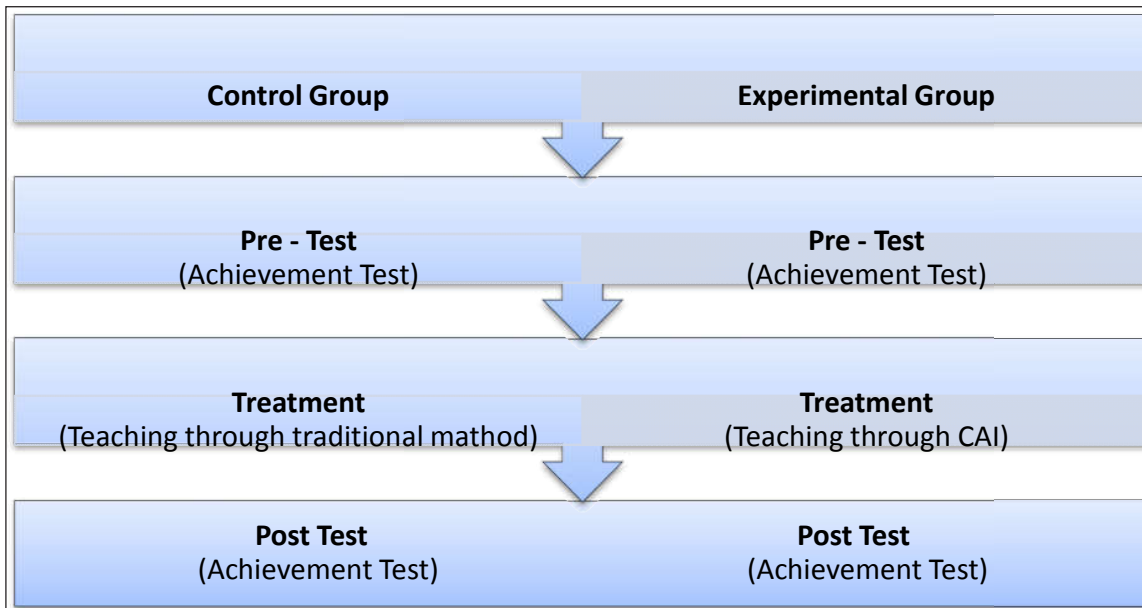 Control Group Experimental Group
Pre - Test Pre - Test
(Achievement Test) (Achievement Test)
Treatment Treatment
(Teaching through traditional mathod) (Teaching through CAI)
Post Test Post Test
(Achievement Test) (Achievement Test)